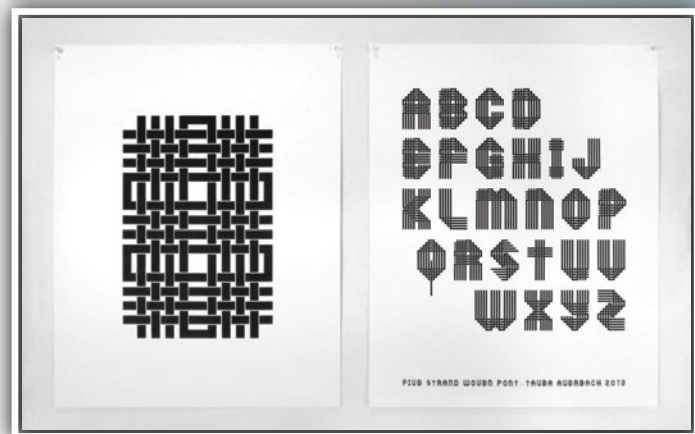 ABCD
EFGHIJ
KLMNOP
QRSTUV
WXYZ
FIVE STRAND WOVEN FONT. TAUBA AUERBACH 2013